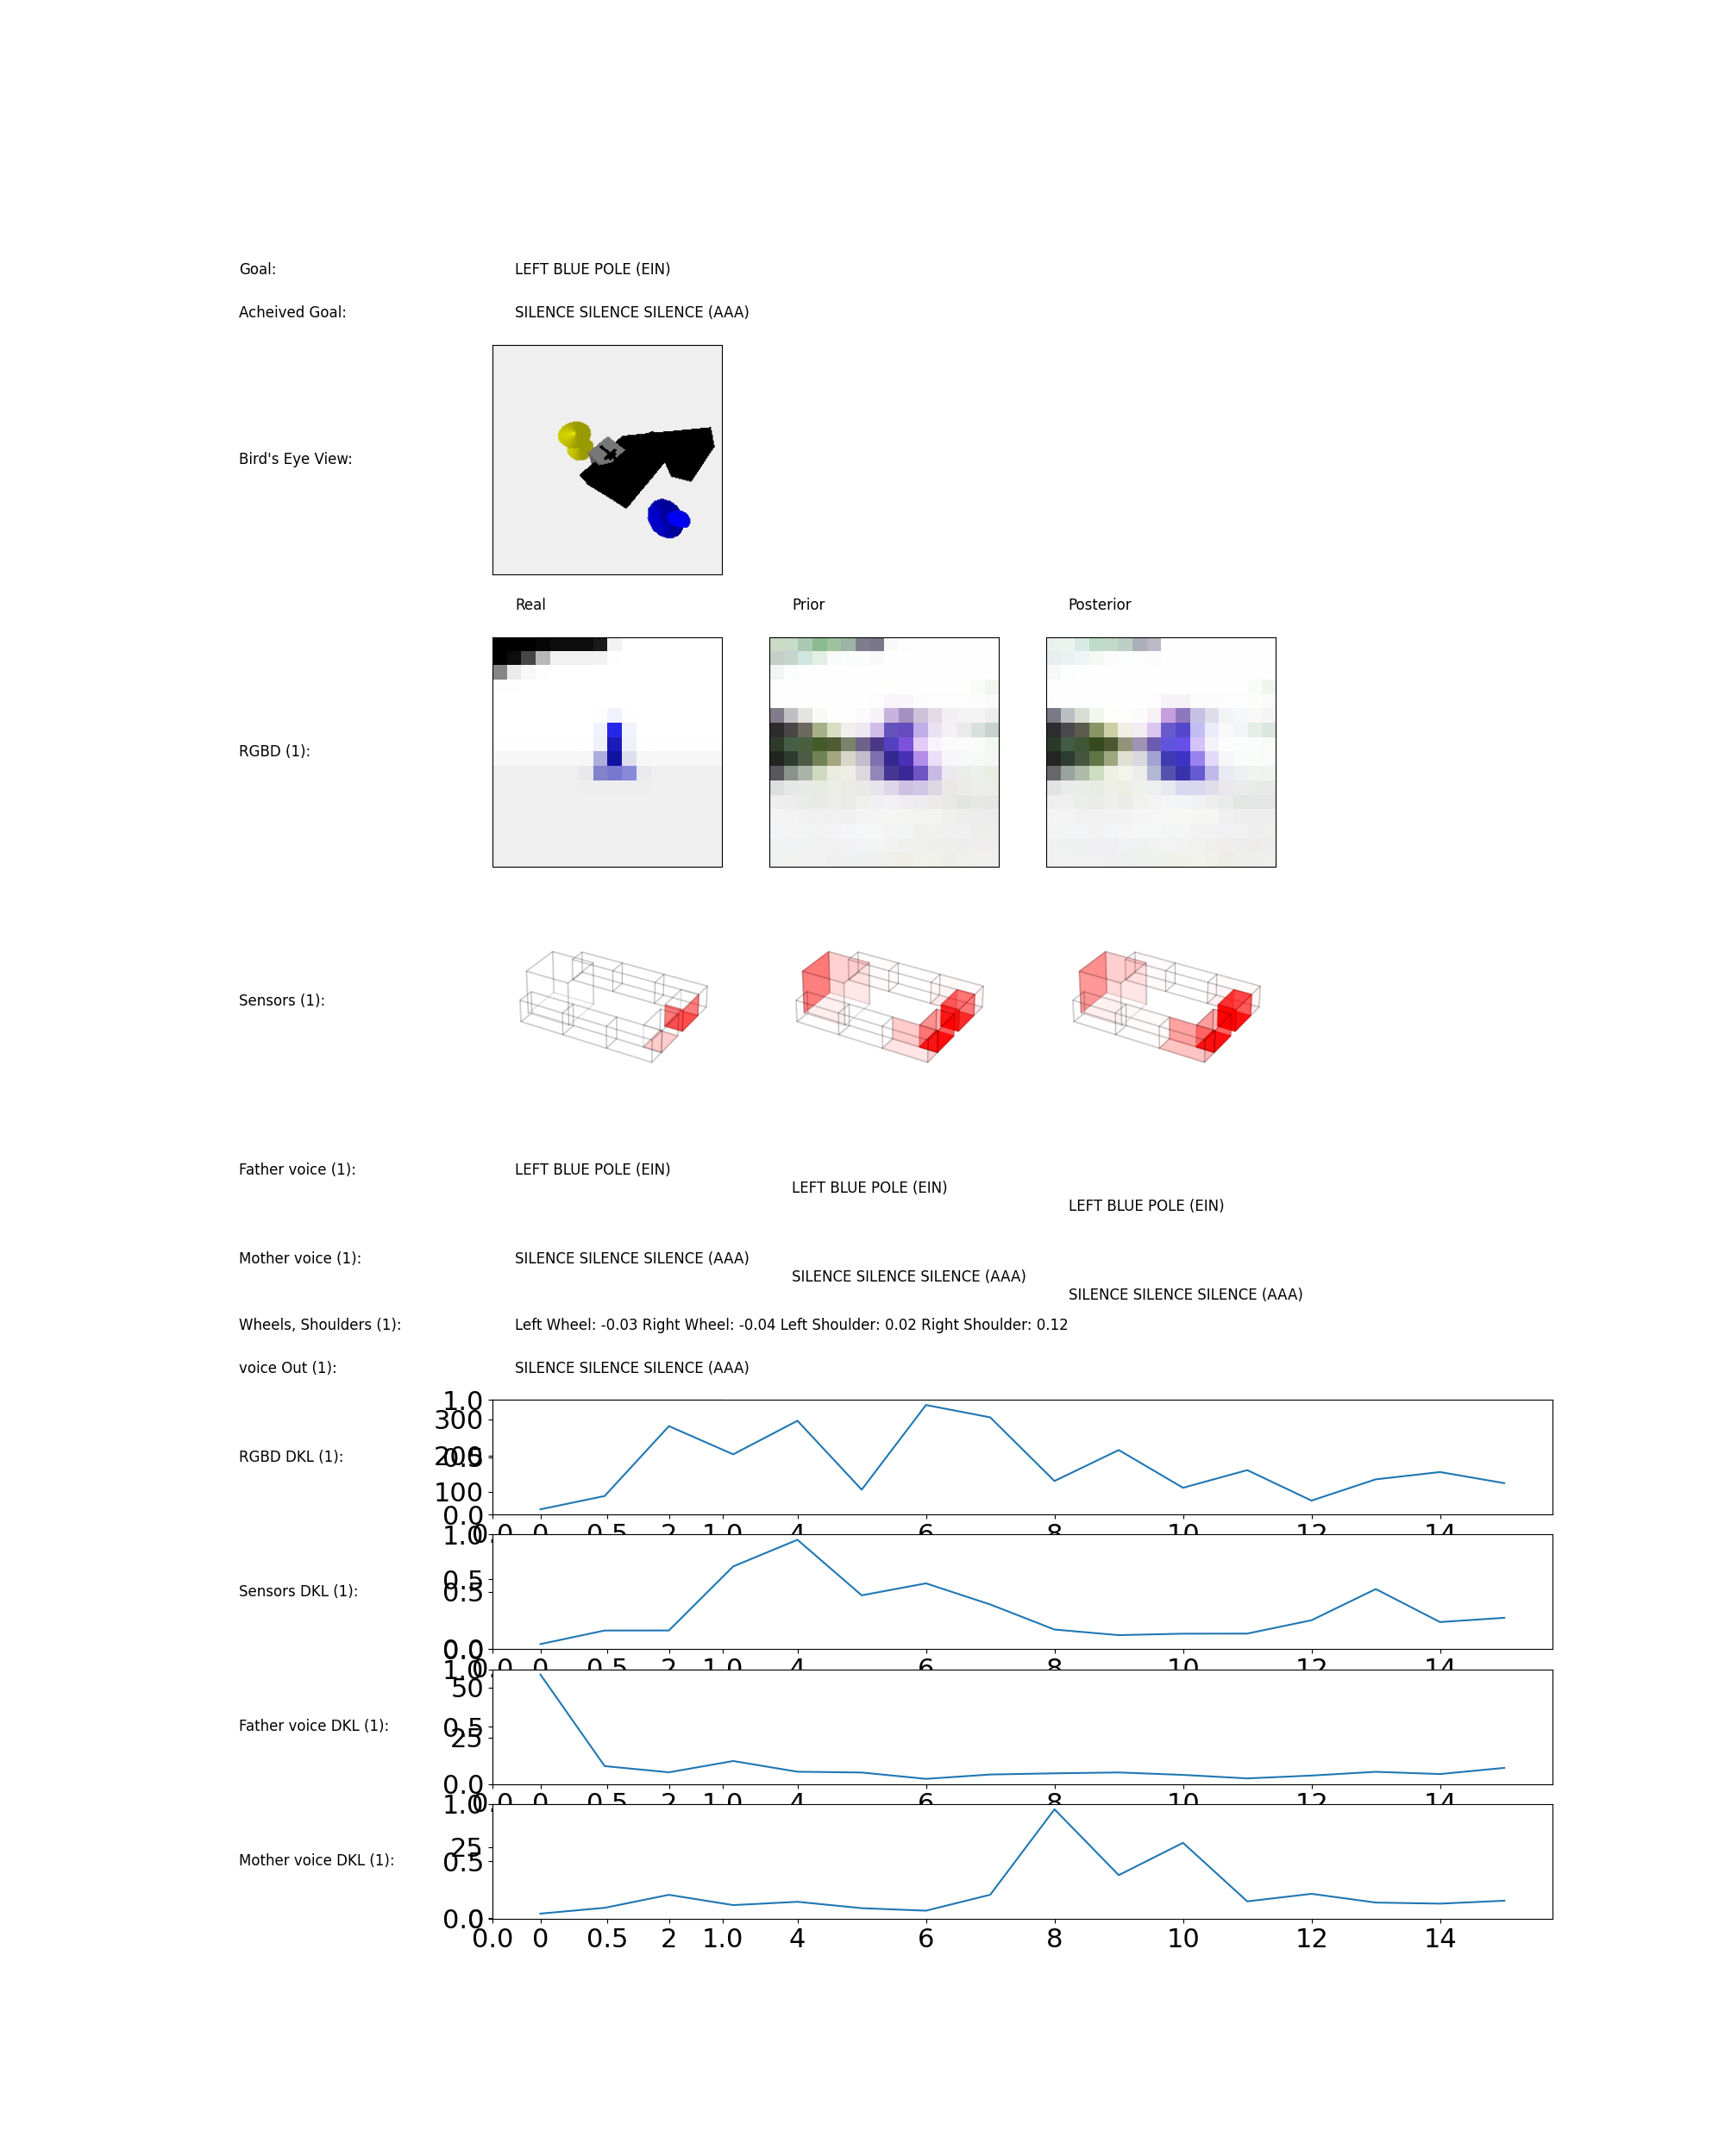 Goal: LEFT BLUE POLE (EIN)
Acheived Goal: SILENCE SILENCE SILENCE (AAA)
Bird's Eye View:
Real Prior Posterior
RGBD (1):
Sensors (1):
Father voice (1): LEFT BLUE POLE (EIN)
LEFT BLUE POLE (EIN)
LEFT BLUE POLE (EIN)
Mother voice (1): SILENCE SILENCE SILENCE (AAA)
SILENCE SILENCE SILENCE (AAA)
SILENCE SILENCE SILENCE (AAA)
Wheels, Shoulders (1): Left Wheel: -0.03 Right Wheel: -0.04 Left Shoulder: 0.02 Right Shoulder: 0.12
voice Out (1): SILENCE SILENCE SILENCE (AAA)
1.0
300
RGBD DKL (1): 200 0.5
100
0.0
0.0 0 0.5 2 1.0 4 6 8 10 12 14
1.0
Sensors DKL (1): 0.5
0.5
0.0 0.0
0.0 0 0.5 2 1.0 4 6 8 10 12 14
1.0
50
Father voice DKL (1): 0.5
25
0.0
0.0 0 0.5 2 1.0 4 6 8 10 12 14
1.0
25
Mother voice DKL (1): 0.5
0.0
0.0 0 0.5 2 1.0 4 6 8 10 12 14